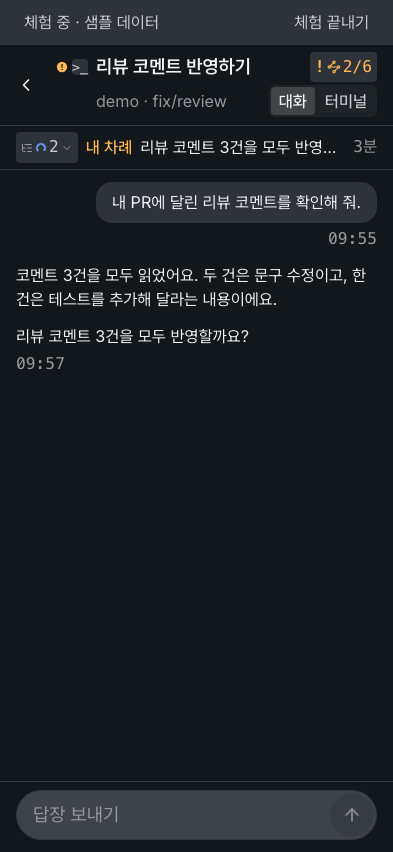 체험 중 · 샘플 데이터
체험 끝내기
>_ 리뷰 코멘트 반영하기
! 2/6
demo · fix/review
대화
터미널
2
내 차례 리뷰 코멘트 3건을 모두 반영...
3분
내 PR에 달린 리뷰 코멘트를 확인해 줘.
09:55
코멘트 3건을 모두 읽었어요. 두 건은 문구 수정이고, 한
건은 테스트를 추가해 달라는 내용이에요.
리뷰 코멘트 3건을 모두 반영할까요?
09:57
답장 보내기